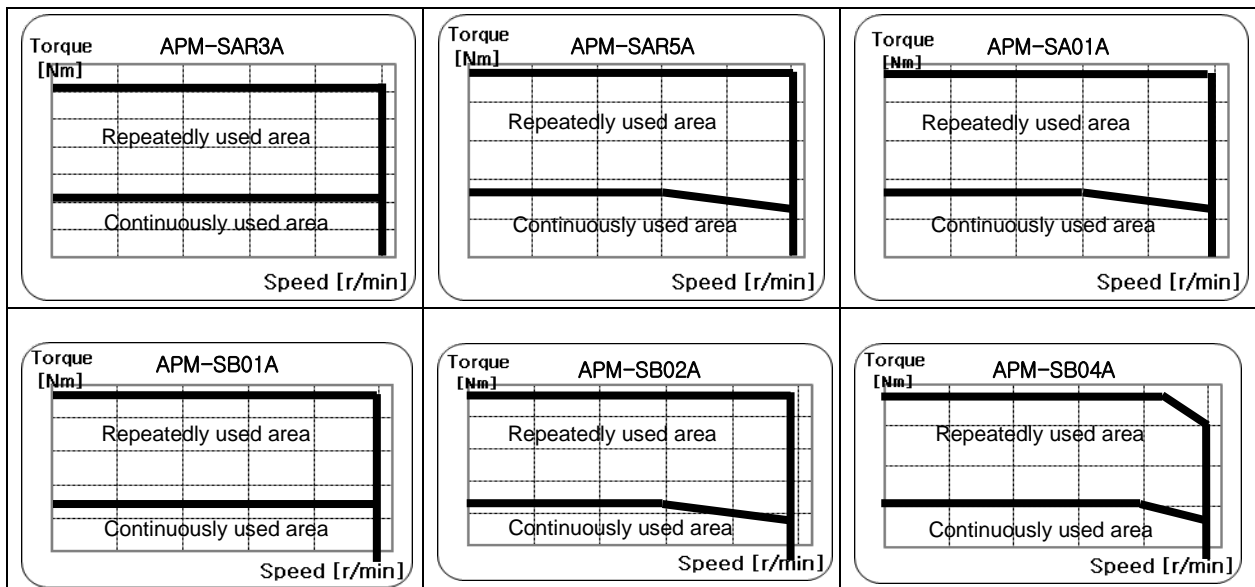 Torque
[Nm]
APM-SAR3A
Repeatedly used area
Continuously used area
Speed [r/min]
Torque
[Nm]
APM-SAR5A
Repeatedly used area
Continuously used area
Speed [r/min]
Torque
[Nm]
APM-SA01A
Repeatedly used area
Continuously used area
Speed [r/min]
Torque
[Nm]
APM-SB01A
Repeatedly used area
Continuously used area
Speed [r/min]
Torque
[Nm]
APM-SB02A
Repeatedly used area
Continuously used area
Speed [r/min]
Torque
[Nm]
APM-SB04A
Repeatedly used area
Continuously used area
Speed [r/min]